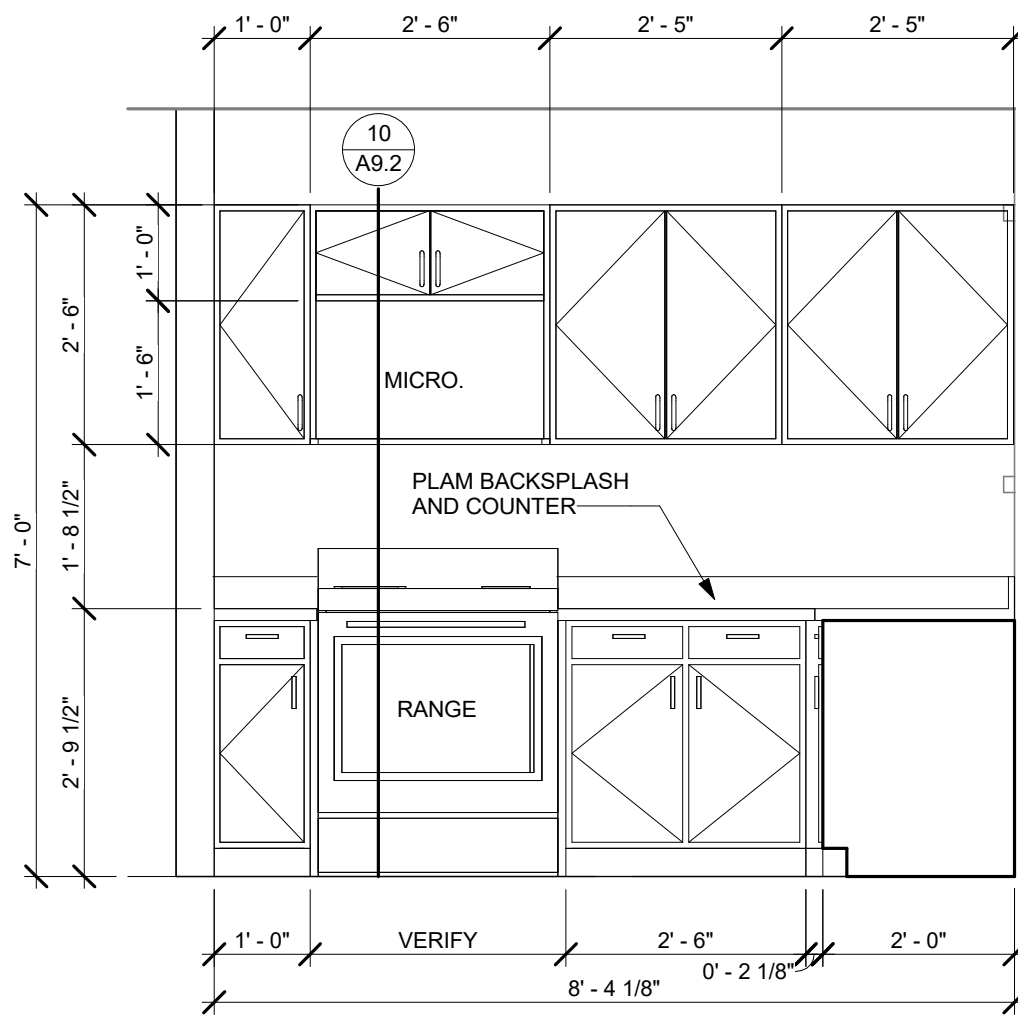 1' - 0"
2' - 6"
2' - 5"
2' - 5"
10
A9.2
1' - 0"
2' - 6"
1' - 6"
MICRO.
PLAM BACKSPLASH
AND COUNTER
1' - 8 1/2"
7' - 0"
RANGE
2' - 9 1/2"
1' - 0"
VERIFY
2' - 6"
0' - 2 1/8"
2' - 0"
8' - 4 1/8"